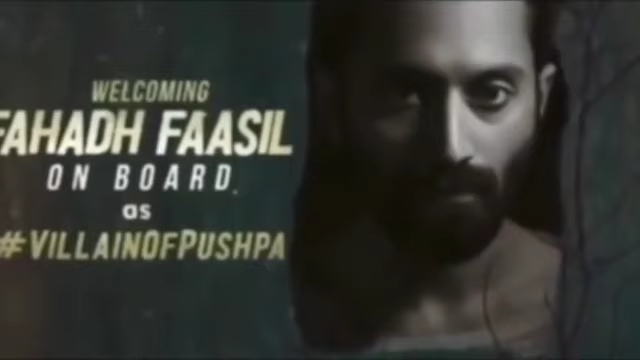 WELCOMING
FAHADH FAASIL
ON BOARD
as
#VILLAINOFPUSHPA